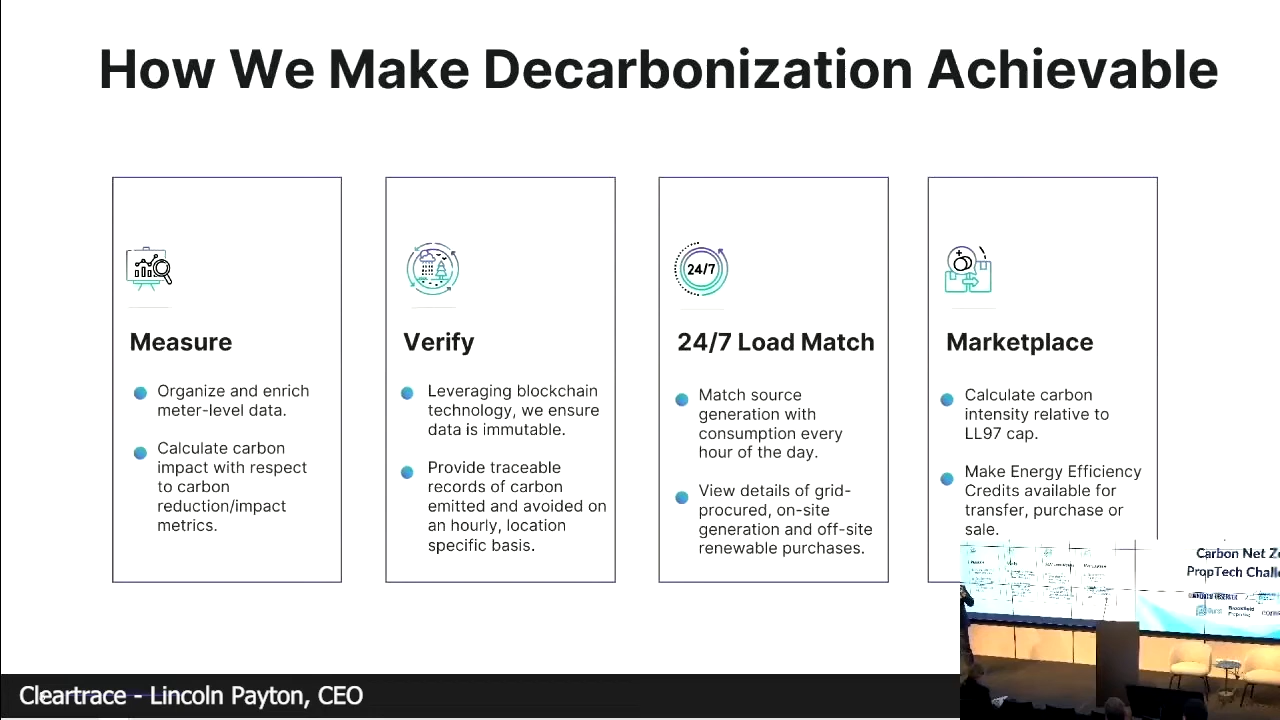 How We Make Decarbonization Achievable
24/7
Measure
Organize and enrich
meter-level data.
Calculate carbon
impact with respect
to carbon
reduction/impact
metrics.
Verify
Leveraging blockchain
technology, we ensure
data is immutable.
Provide traceable
records of carbon
emitted and avoided on
an hourly, location
specific basis.
24/7 Load Match
Match source
generation with
consumption every
hour of the day.
View details of grid-
procured, on-site
generation and off-site
renewable purchases.
Marketplace
Calculate carbon
intensity relative to
LL97 cap.
Make Energy Efficiency
Credits available for
transfer, purchase or
sale.
Carbon Net Z
PropTech Chall
Brookfield
Properties
Cleartrace - Lincoln Payton, CEO